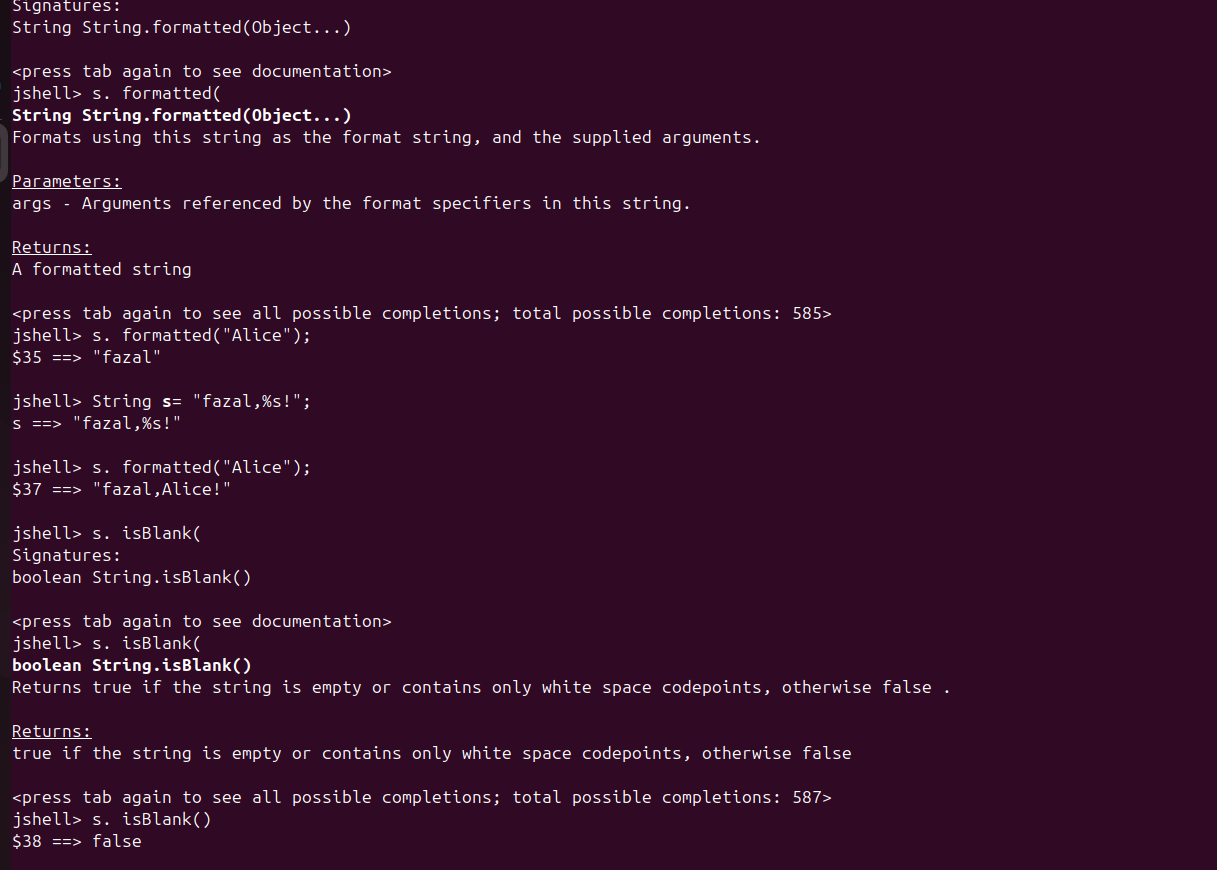 Signatures:
String String.formatted(Object...)
<press tab again to see documentation>
jshell> s. formatted(
String String.formatted(Object...)
Formats using this string as the format string, and the supplied arguments.
Parameters:
args - Arguments referenced by the format specifiers in this string.
Returns:
A formatted string
<press tab again to see all possible completions; total possible completions: 585>
jshell> s. formatted("Alice");
$35 ==> "fazal"
jshell> String s= "fazal,%s!";
s ==> "fazal,%s!"
jshell> s. formatted("Alice");
$37 ==> "fazal,Alice!"
jshell> s. isBlank(
Signatures:
boolean String.isBlank()
<press tab again to see documentation>
jshell> s. isBlank(
boolean String.isBlank()
Returns true if the string is empty or contains only white space codepoints, otherwise false .
Returns:
true if the string is empty or contains only white space codepoints, otherwise false
<press tab again to see all possible completions; total possible completions: 587>
jshell> s. isBlank()
$38 ==> false